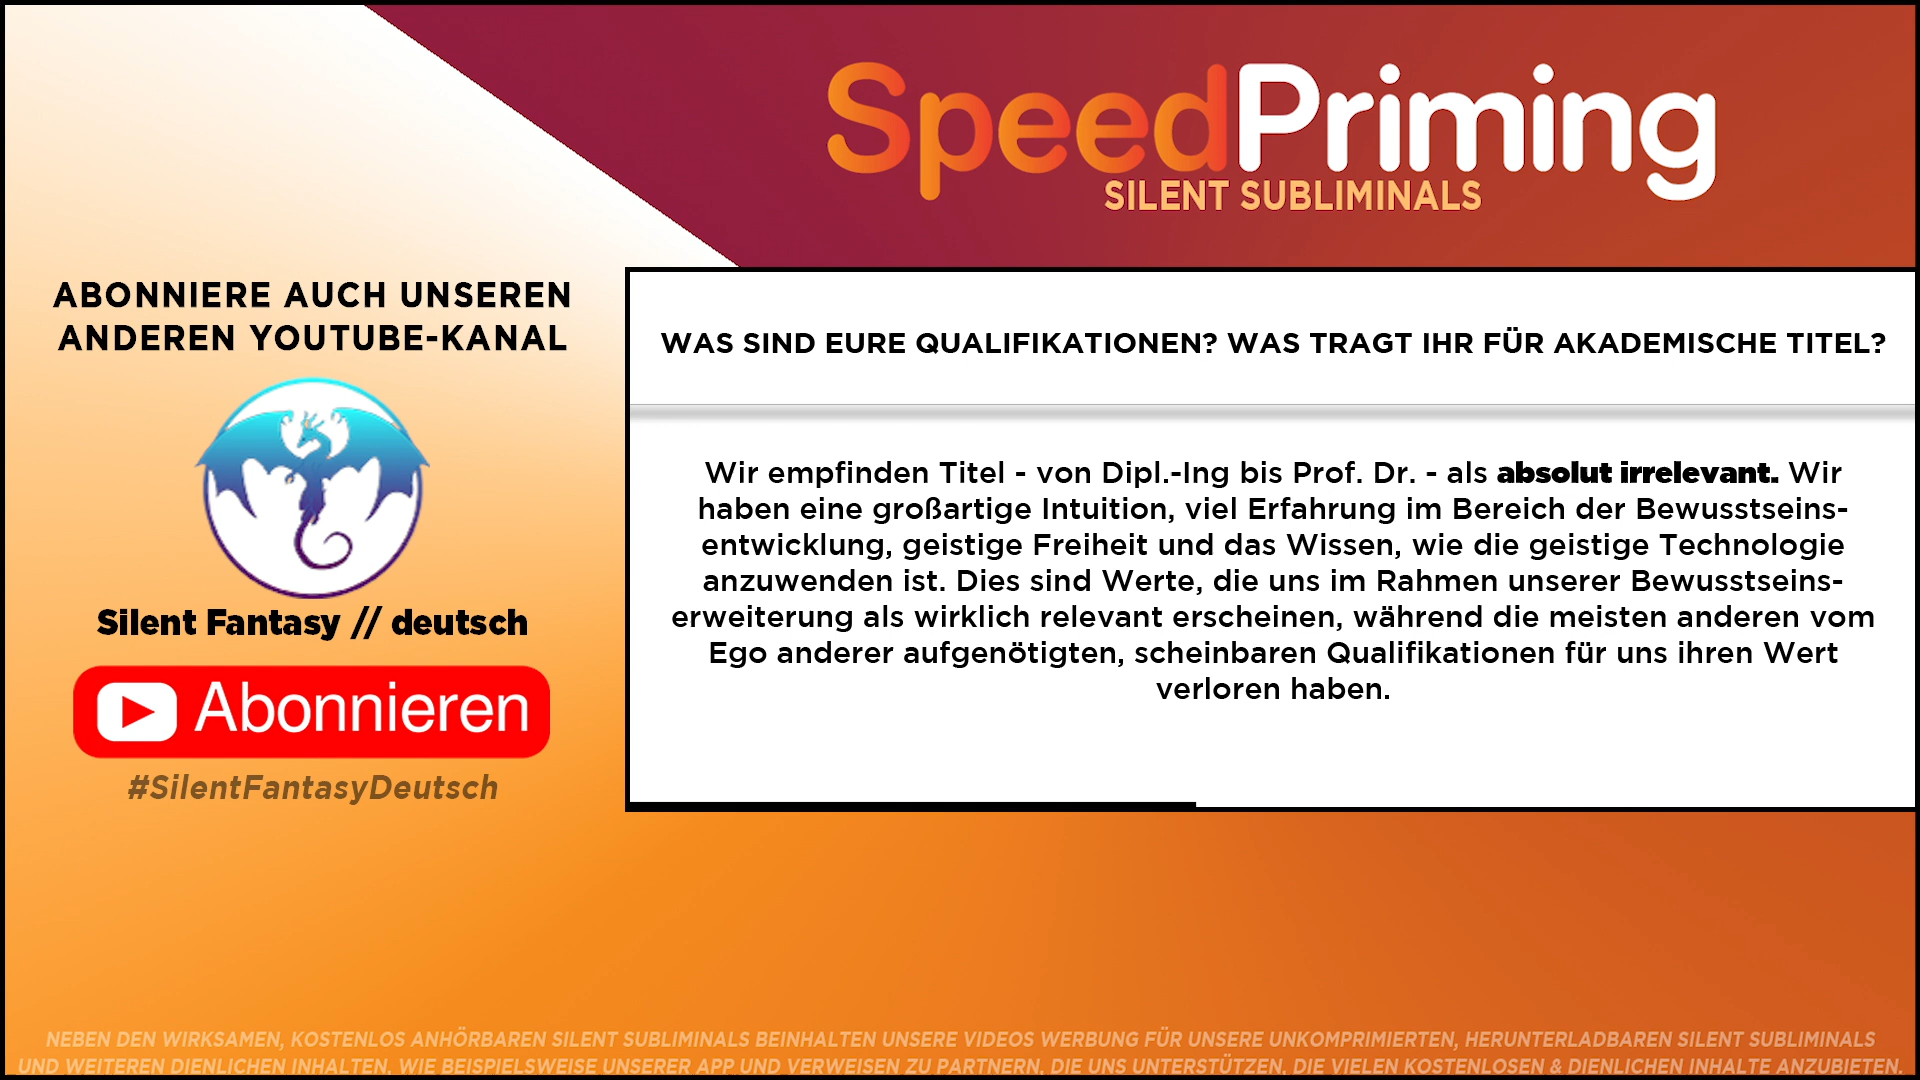 SpeedPriming
SILENT SUBLIMINALS
ABONNIERE AUCH UNSEREN
ANDEREN YOUTUBE-KANAL
Silent Fantasy // deutsch
Abonnieren
#SilentFantasyDeutsch
WAS SIND EURE QUALIFIKATIONEN? WAS TRAGT IHR FÜR AKADEMISCHE TITEL?
Wir empfinden Titel - von Dipl.-Ing bis Prof. Dr. - als absolut irrelevant. Wir
haben eine großartige Intuition, viel Erfahrung im Bereich der Bewusstseins-
entwicklung, geistige Freiheit und das Wissen, wie die geistige Technologie
anzuwenden ist. Dies sind Werte, die uns im Rahmen unserer Bewusstseins-
erweiterung als wirklich relevant erscheinen, während die meisten anderen vom
Ego anderer aufgenötigten, scheinbaren Qualifikationen für uns ihren Wert
verloren haben.
NEBEN DEN WIRKSAMEN, KOSTENLOS ANHÖRBAREN SILENT SUBLIMINALS BEINHALTEN UNSERE VIDEOS WERBUNG FÜR UNSERE UNKOMPRIMIERTEN, HERUNTERLADBAREN SILENT SUBLIMINALS
UND WEITEREN DIENLICHEN INHALTEN, WIE BEISPIELSWEISE UNSERER APP UND VERWEISEN ZU PARTNERN, DIE UNS UNTERSTÜTZEN, DIE VIELEN KOSTENLOSEN & DIENLICHEN INHALTE ANZUBIETEN.